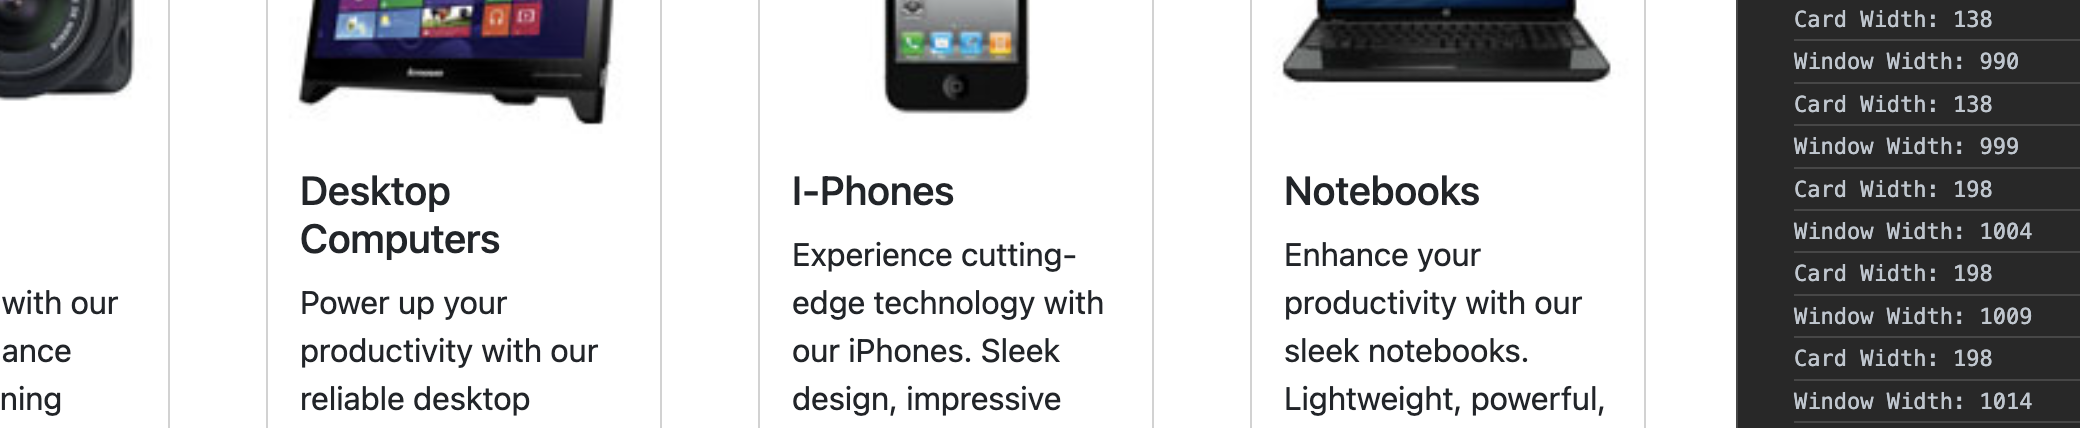 with our
ance
ning
lenovo
Desktop
Computers
Power up your
productivity with our
reliable desktop
I-Phones
Experience cutting-
edge technology with
our iPhones. Sleek
design, impressive
Notebooks
Enhance your
productivity with our
sleek notebooks.
Lightweight, powerful,
Card Width: 138
Window Width: 990
Card Width: 138
Window Width: 999
Card Width: 198
Window Width: 1004
Card Width: 198
Window Width: 1009
Card Width: 198
Window Width: 1014